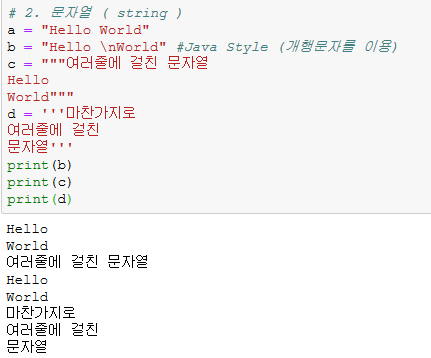 # 2. 문자열 ( string )
a = "Hello World"
b = "Hello \nWorld" #Java Style (개행문자를 이용)
c = """여러줄에 걸친 문자열
Hello
World"""
d = '''마찬가지로
여러줄에 걸친
문자열'''
print(b)
print(c)
print(d)
Hello
World
여러줄에 걸친 문자열
Hello
World
마찬가지로
여러줄에 걸친
문자열